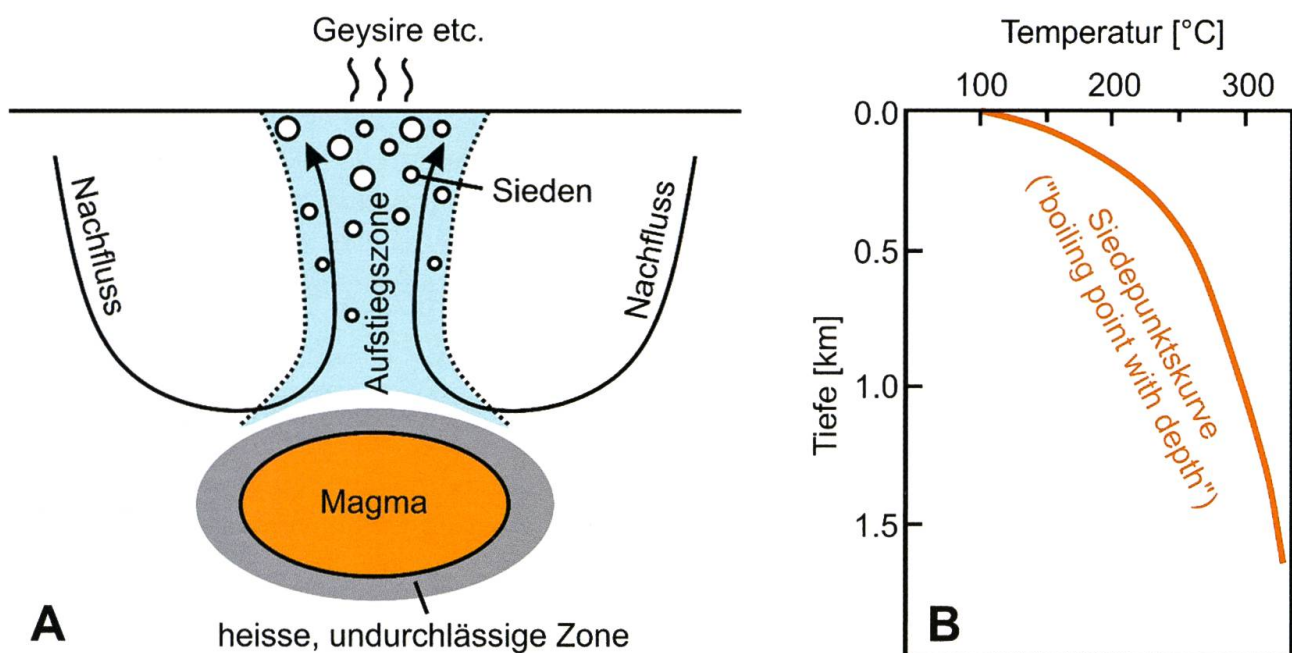 Geysire etc.
Nachfluss
Aufstiegszone
Sieden
Nachfluss
Magma
heisse, undurchlässige Zone
A
Temperatur [°C]
100 200 300
0.0
0.5
1.0
1.5
Tiefe [km]
Siedepunktskurve
("boiling point with depth")
B